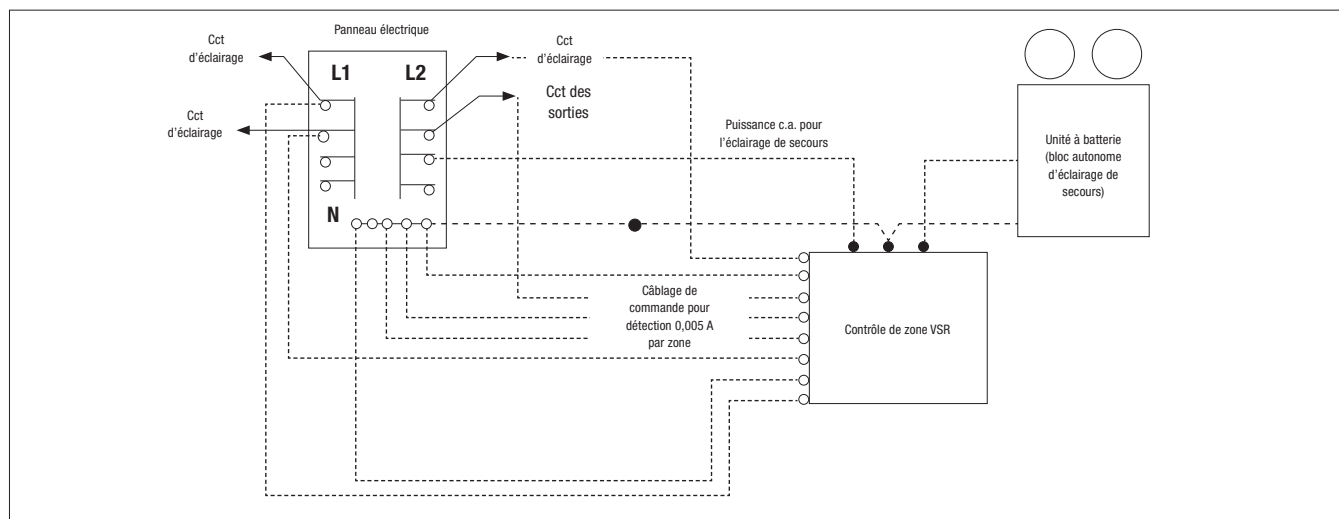 Panneau électrique
Cct
d'éclairage
L1
L2
Cct
d'éclairage
Cct des
sorties
Cct
d'éclairage
Puissance c.a. pour
l'éclairage de secours
Unité à batterie
(bloc autonome
d'éclairage de
secours)
N
Câblage de
commande pour
détection 0,005 A
par zone
Contrôle de zone VSR